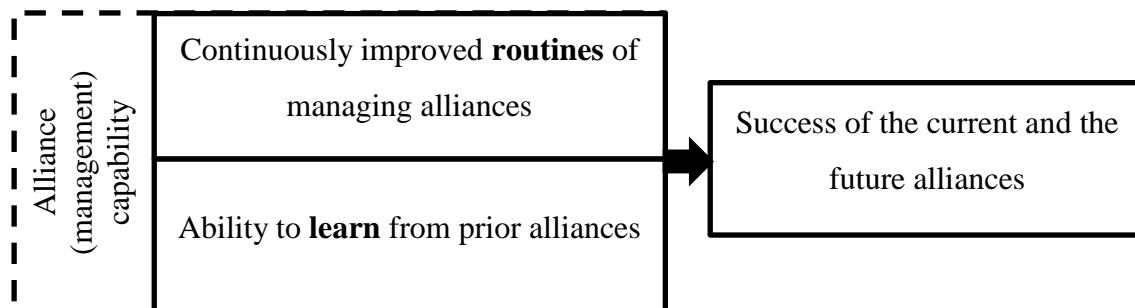 Alliance
(management)
capability
Continuously improved routines of
managing alliances
Ability to learn from prior alliances
Success of the current and the
future alliances